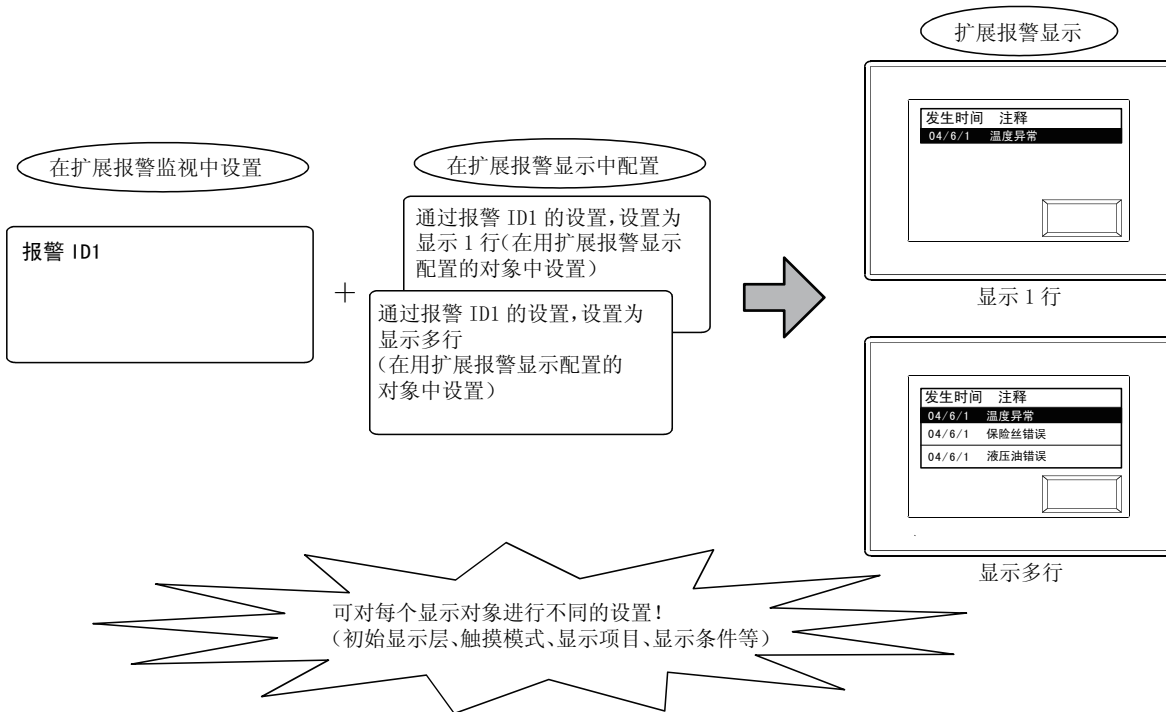 在扩展报警监视中设置
报警 ID1
+
在扩展报警显示中配置
通过报警 ID1 的设置,设置为
显示 1 行(在用扩展报警显示
配置的对象中设置)
通过报警 ID1 的设置,设置为
显示多行
(在用扩展报警显示配置的
对象中设置)
扩展报警显示
发生时间 注释
04/6/1 温度异常
显示 1 行
发生时间 注释
04/6/1 温度异常
04/6/1 保险丝错误
04/6/1 液压油错误
显示多行
可对每个显示对象进行不同的设置!
(初始显示层、触摸模式、显示项目、显示条件等)